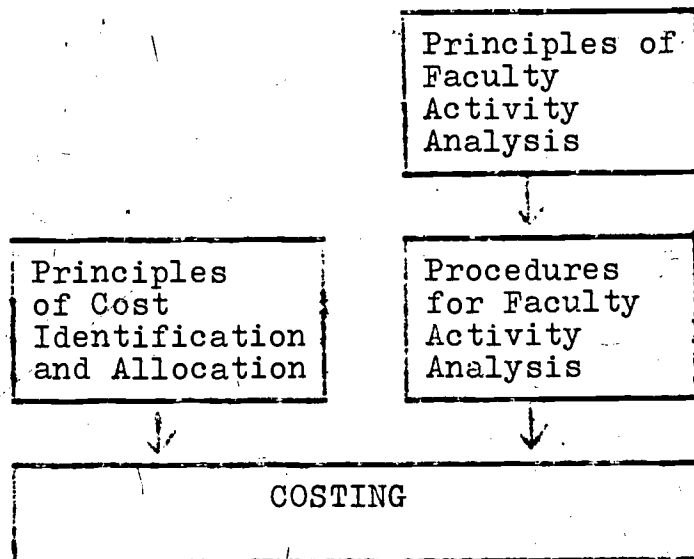 Principles of
Faculty
Activity
Analysis
Principles
of Cost
Identification
and Allocation
Procedures
for Faculty
Activity
Analysis
COSTING